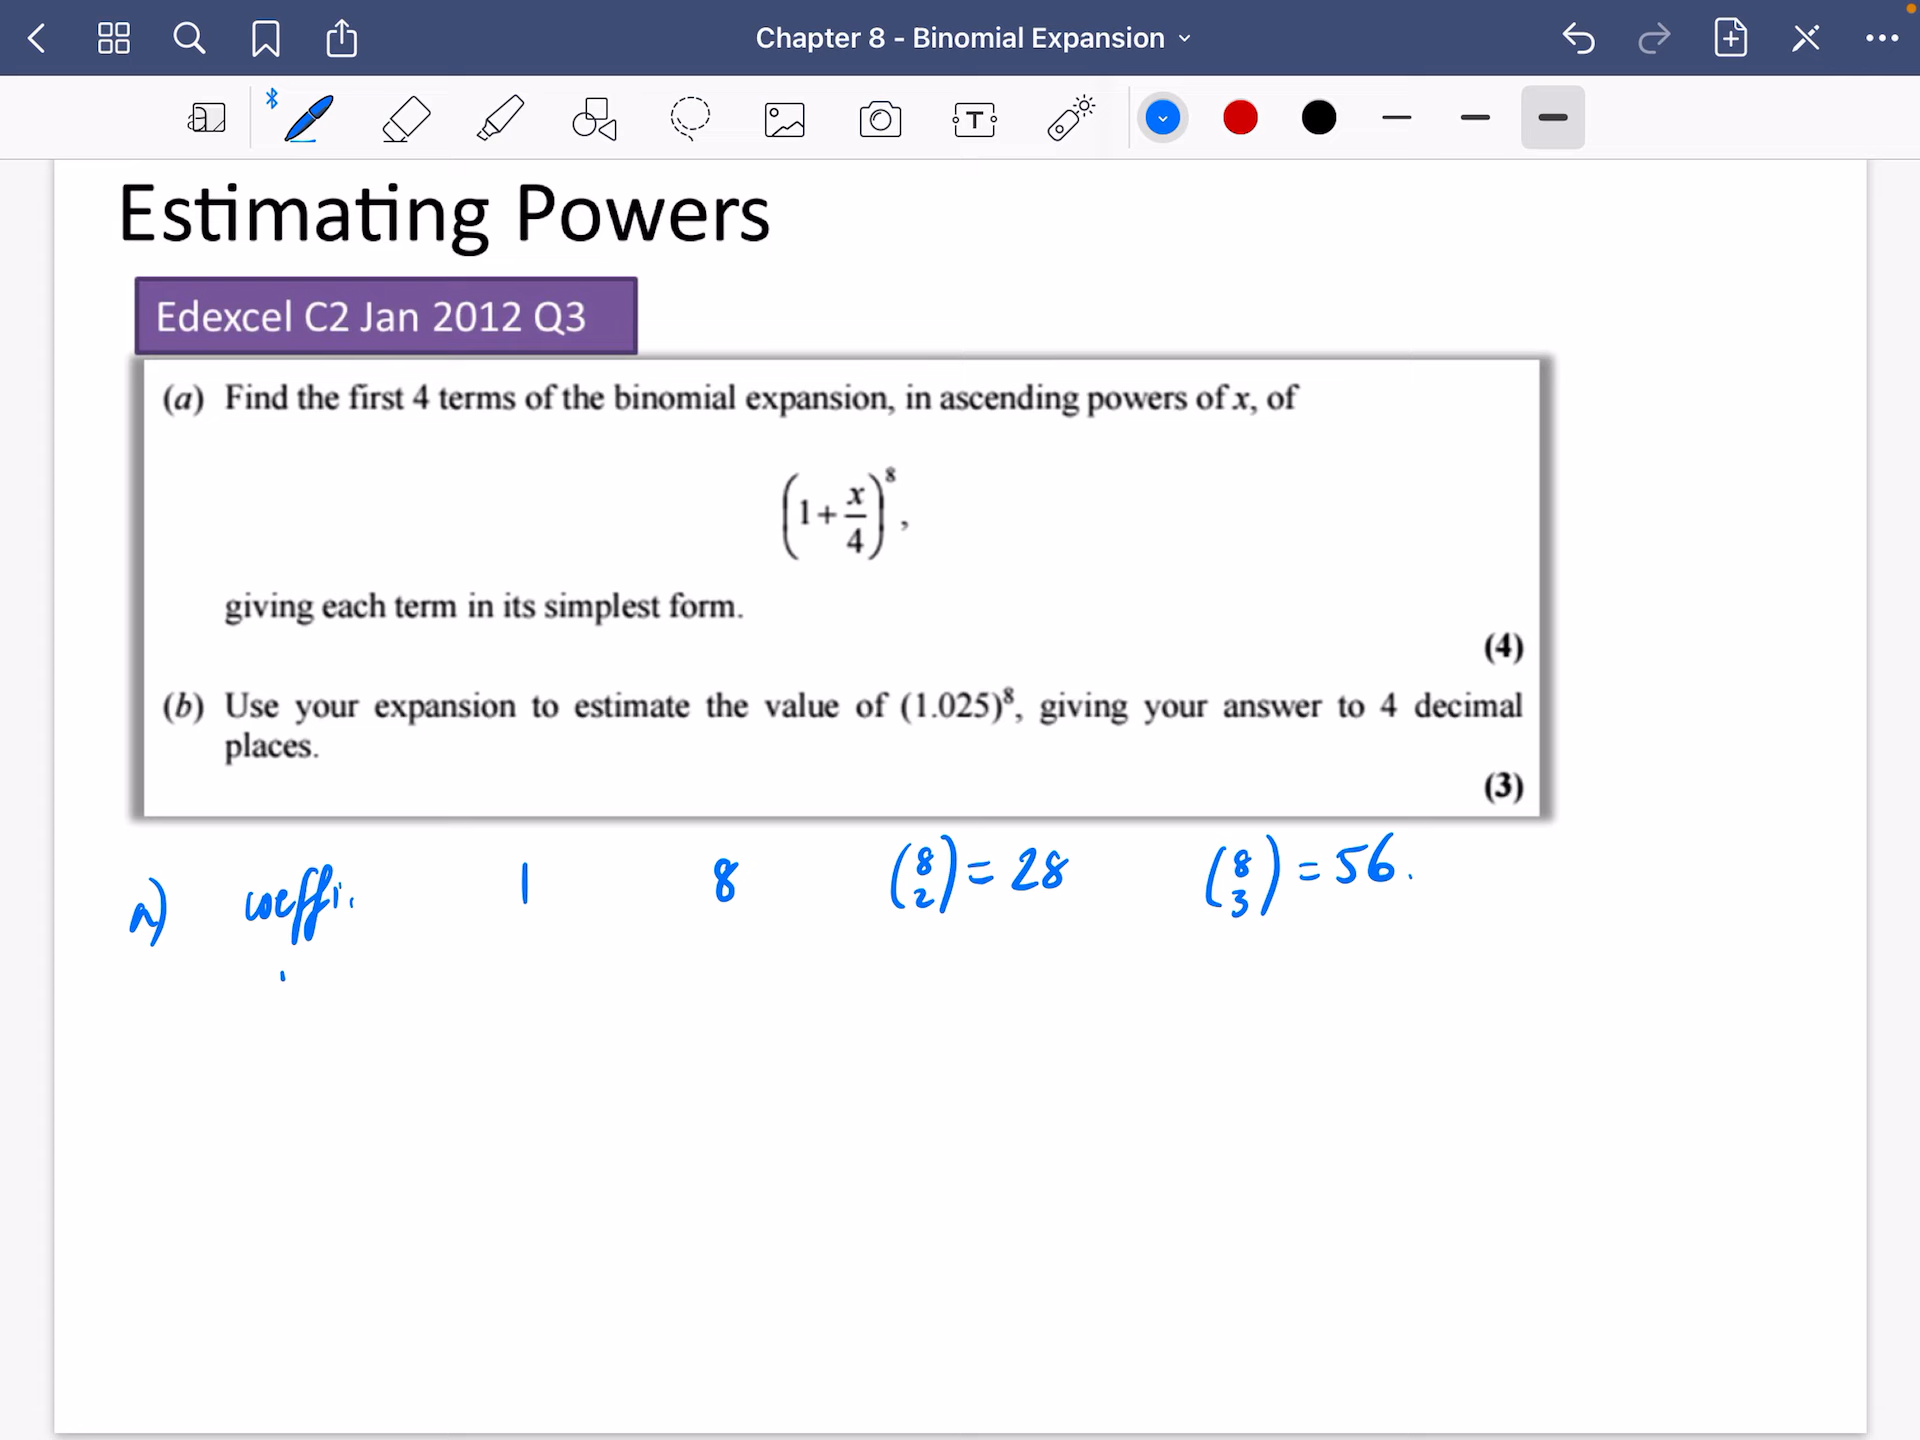 Chapter 8 - Binomial Expansion
Estimating Powers
Edexcel C2 Jan 2012 Q3
(a) Find the first 4 terms of the binomial expansion, in ascending powers of x, of
(1 + x/4)^8,
giving each term in its simplest form.
(4)
(b) Use your expansion to estimate the value of (1.025)^8, giving your answer to 4 decimal
places.
(3)
a) coeffi. 1 8 (8 2) = 28 (8 3) = 56.